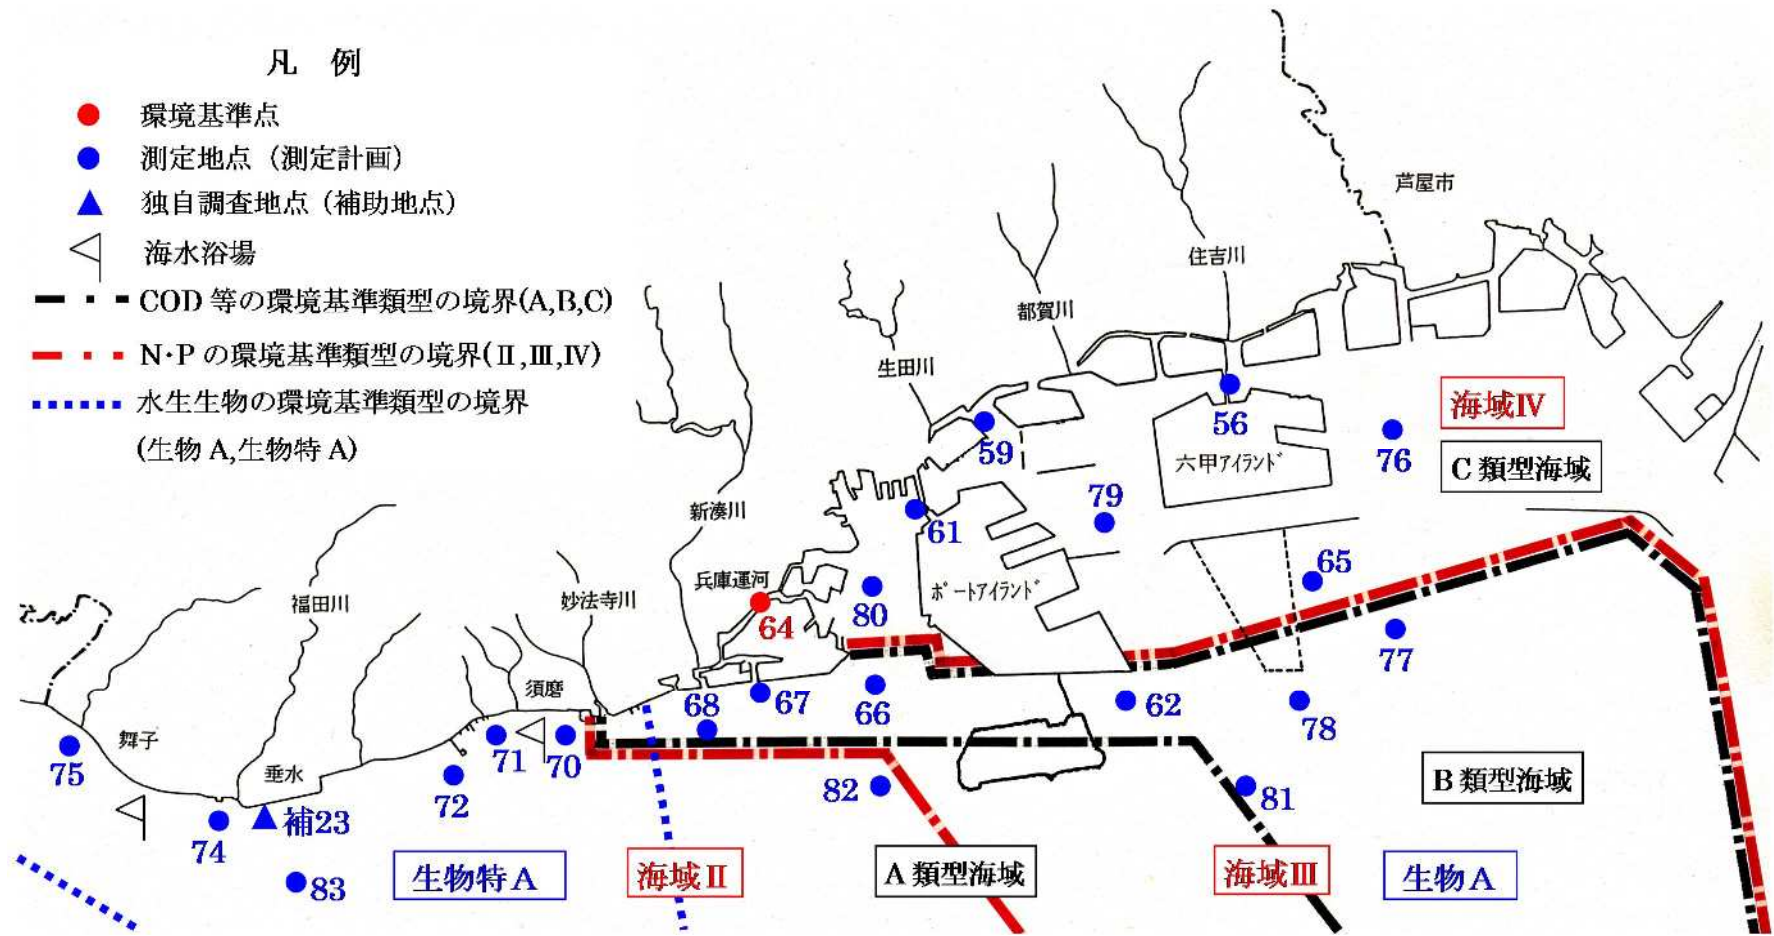 凡 例
環境基準点
測定地点（測定計画）
独自調査地点（補助地点）
海水浴場
COD 等の環境基準類型の境界(A,B,C)
N･P の環境基準類型の境界(Ⅱ,Ⅲ,Ⅳ)
水生生物の環境基準類型の境界
(生物 A,生物特 A)
芦屋市
住吉川
都賀川
生田川
新湊川
兵庫運河
妙法寺川
福田川
須磨
舞子
垂水
六甲アイランド
ポートアイランド
海域Ⅳ
C 類型海域
56
76
59
79
61
65
80
64
77
68
67
66
62
78
75
71
70
72
82
81
74
補23
83
B 類型海域
生物特 A
海域Ⅱ
A 類型海域
海域Ⅲ
生物 A